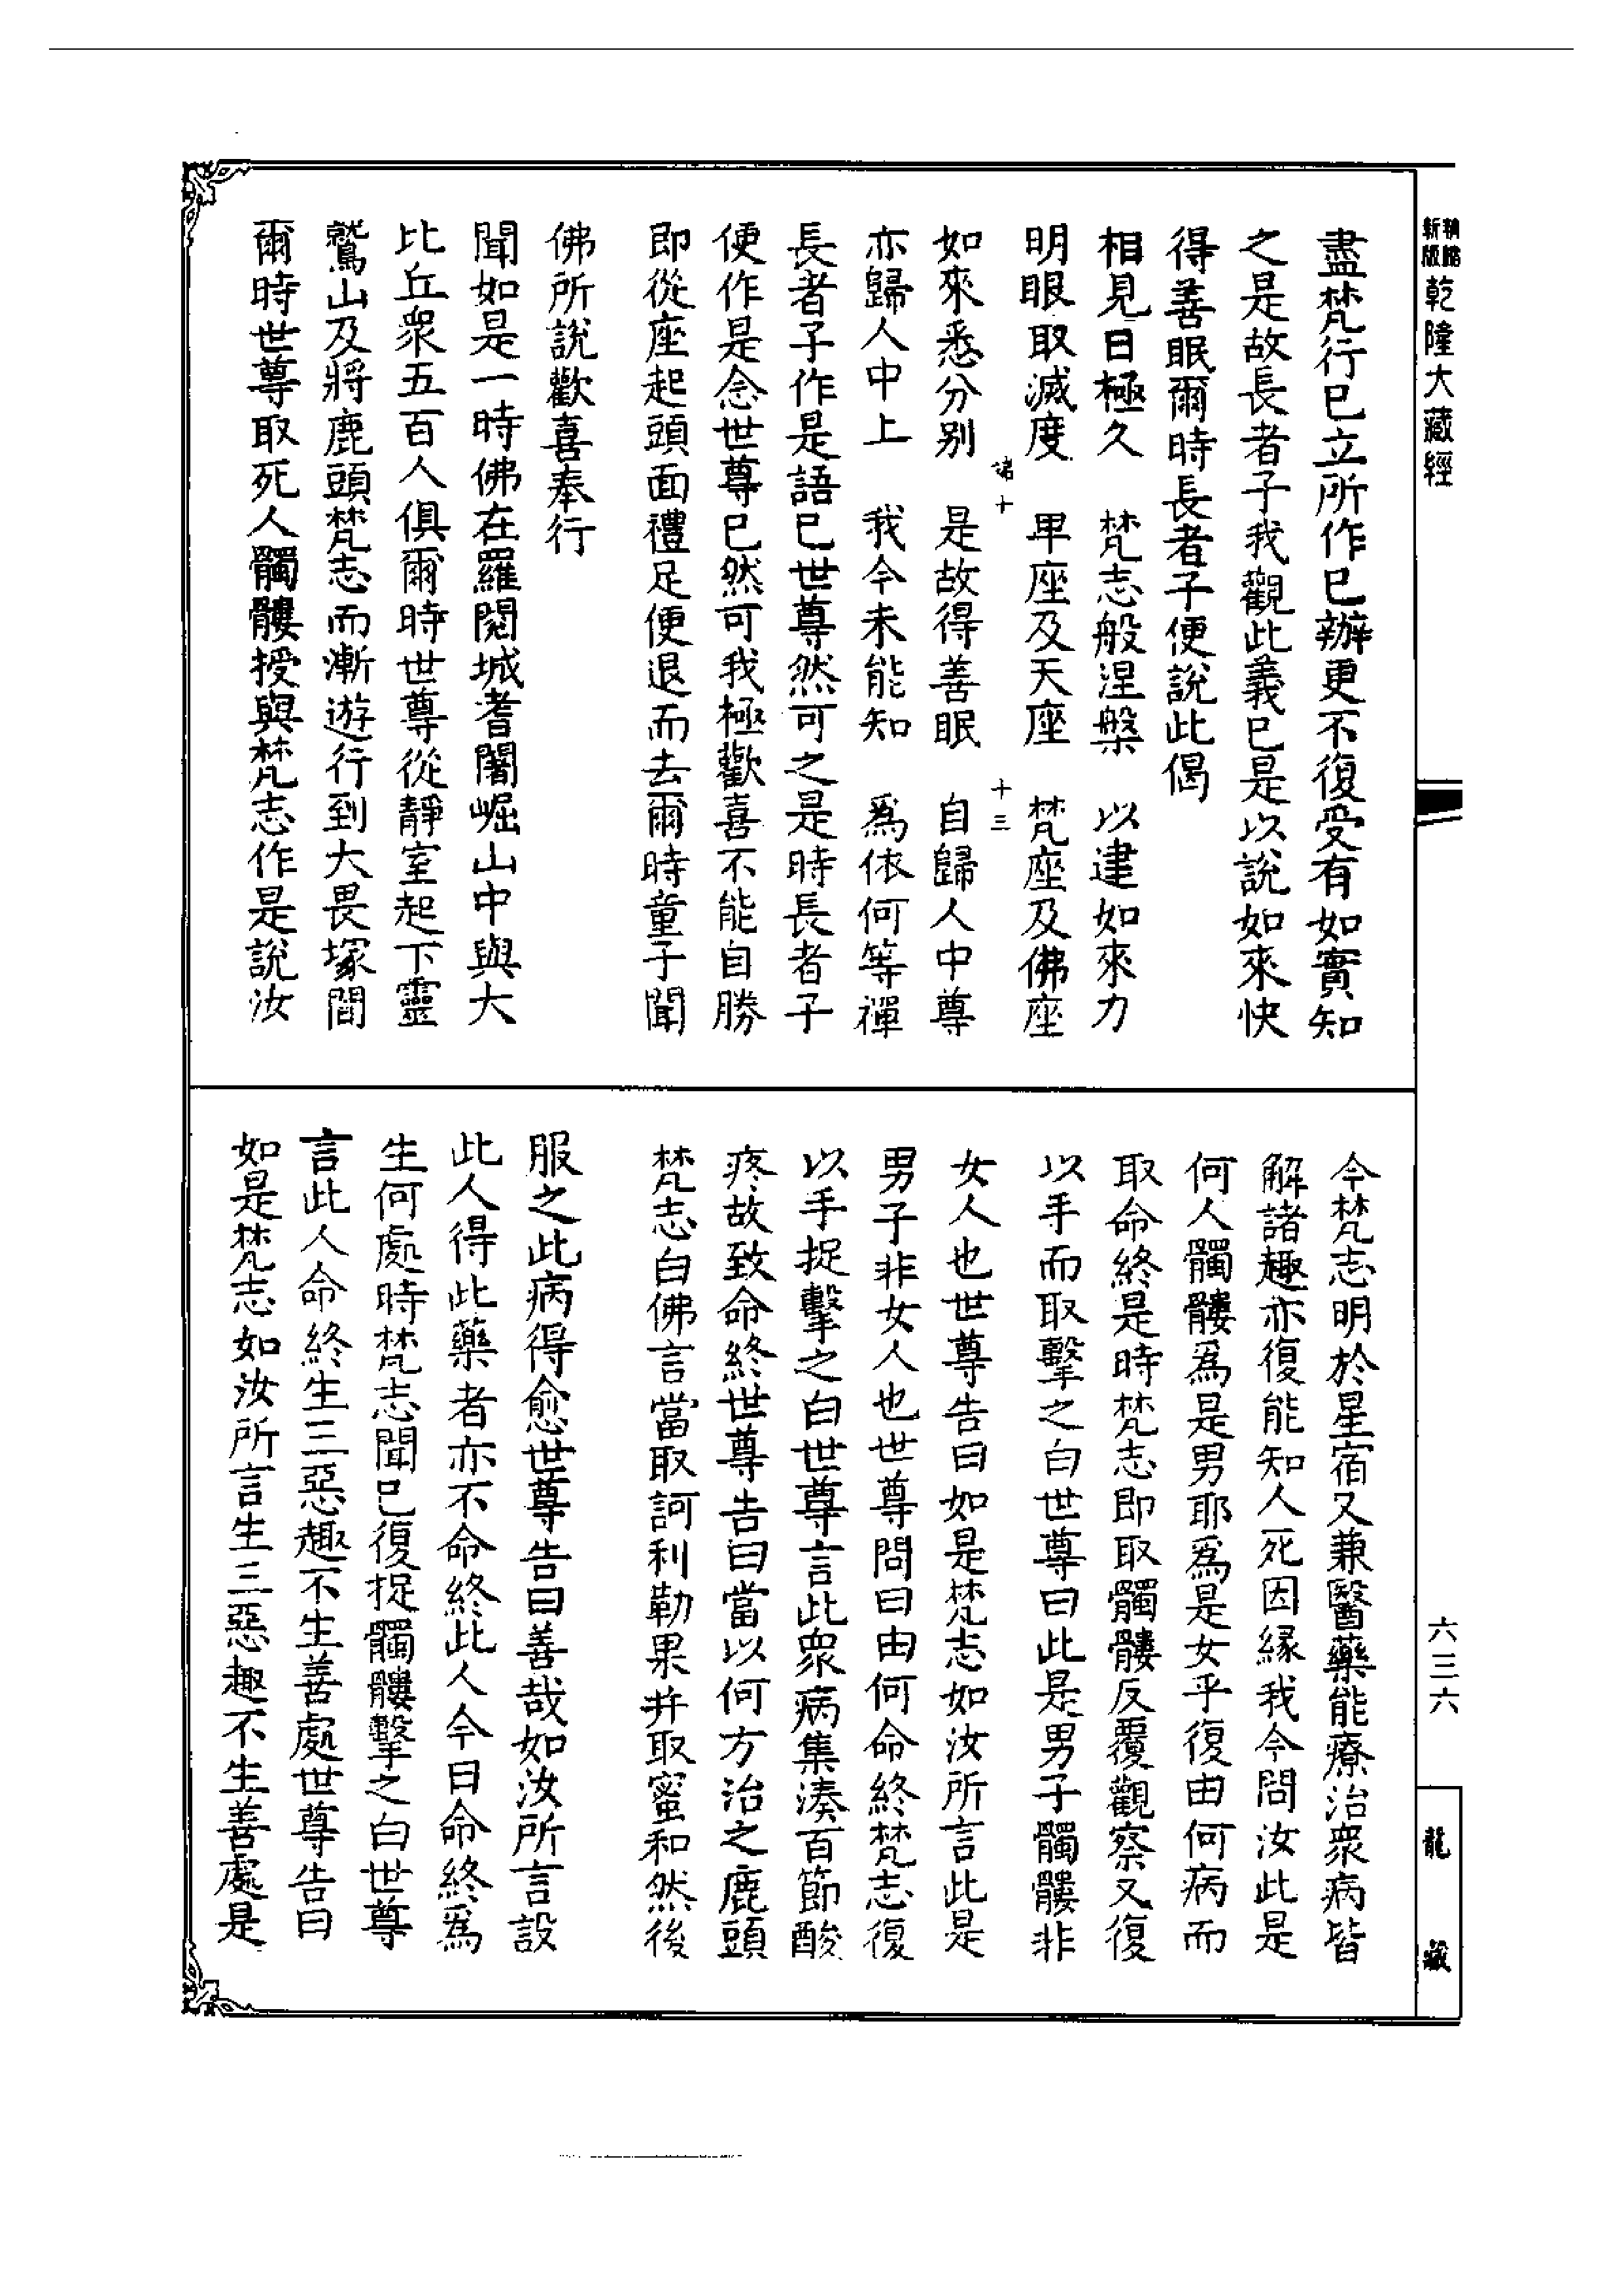 新版
乾隆大藏經
六三六
龍藏
盡梵行已立所作已辦更不復受有如實知
之是故長者子我觀此義已是以說如來快
得善眠爾時長者子便說此偈
相見日極久　梵志般涅槃　以逮如來力
明眼取滅度　卑座及天座　梵座及佛座
十
十三
如來悉分別　是故得善眠　自歸人中尊
亦歸人中上　我今未能知　為依何等禪
長者子作是語已世尊然可之是時長者子
便作是念世尊已然可我極歡喜不能自勝
即從座起頭面禮足便退而去爾時童子聞
佛所說歡喜奉行
聞如是一時佛在羅閱城耆闍崛山中與大
比丘眾五百人俱爾時世尊從靜室起下靈
鷲山及將鹿頭梵志而漸遊行到大畏塚間
爾時世尊取死人髑髏授與梵志作是說汝
今梵志明於星宿又兼醫藥能療治眾病皆
解諸趣亦復能知人死因緣我今問汝此是
何人髑髏為是男耶為是女乎復由何病而
取命終是時梵志即取髑髏反覆觀察又復
以手而取擊之白世尊曰此是男子髑髏非
女人也世尊告曰如是梵志如汝所言此是
男子非女人也世尊問曰由何命終梵志復
以手捉擊之白世尊言此眾病集湊百節酸
疼故致命終世尊告曰當以何方治之鹿頭
梵志白佛言當取訶利勒果并取蜜和然後
服之此病得愈世尊告曰善哉如汝所言設
此人得此藥者亦不命終此人今日命終為
生何處時梵志聞已復捉髑髏擊之白世尊
言此人命終生三惡趣不生善處世尊告曰
如是梵志如汝所言生三惡趣不生善處是